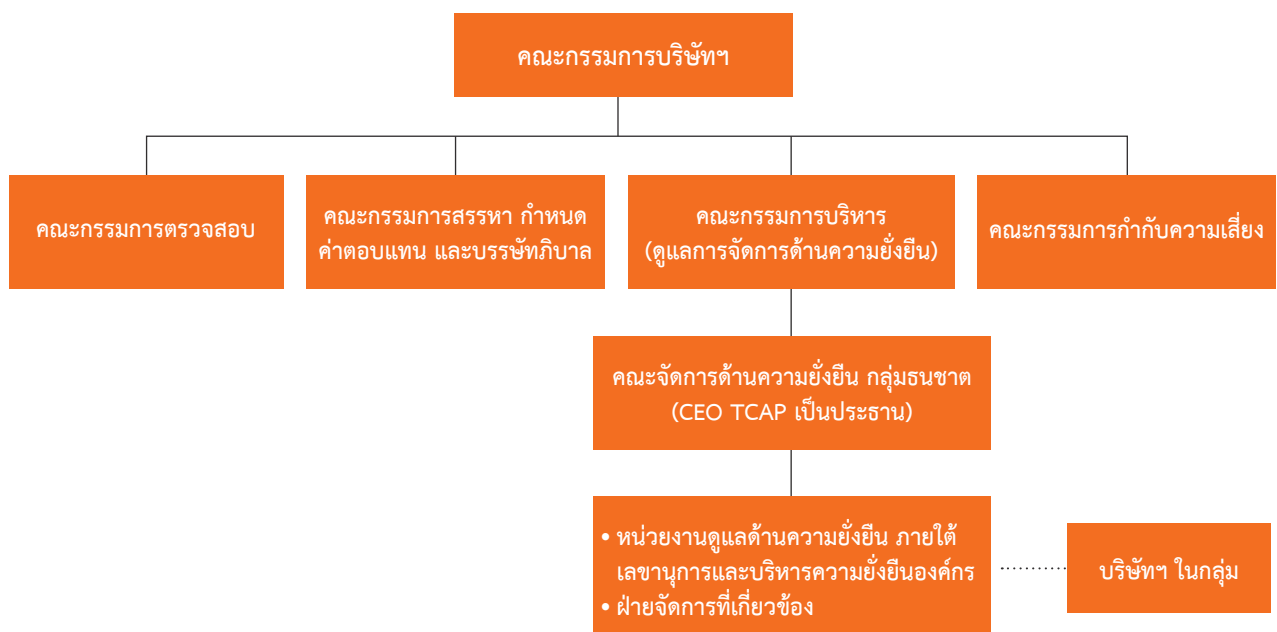 คณะกรรมการบริษัทฯ
คณะกรรมการตรวจสอบ
คณะกรรมการสรรหา กำหนด
ค่าตอบแทน และบรรษัทภิบาล
คณะกรรมการบริหาร
(ดูแลการจัดการด้านความยั่งยืน)
คณะกรรมการกำกับความเสี่ยง
คณะจัดการด้านความยั่งยืน กลุ่มธนชาต
(CEO TCAP เป็นประธาน)
• หน่วยงานดูแลด้านความยั่งยืน ภายใต้
เลขานุการและบริหารความยั่งยืนองค์กร
• ฝ่ายจัดการที่เกี่ยวข้อง
บริษัทฯ ในกลุ่ม